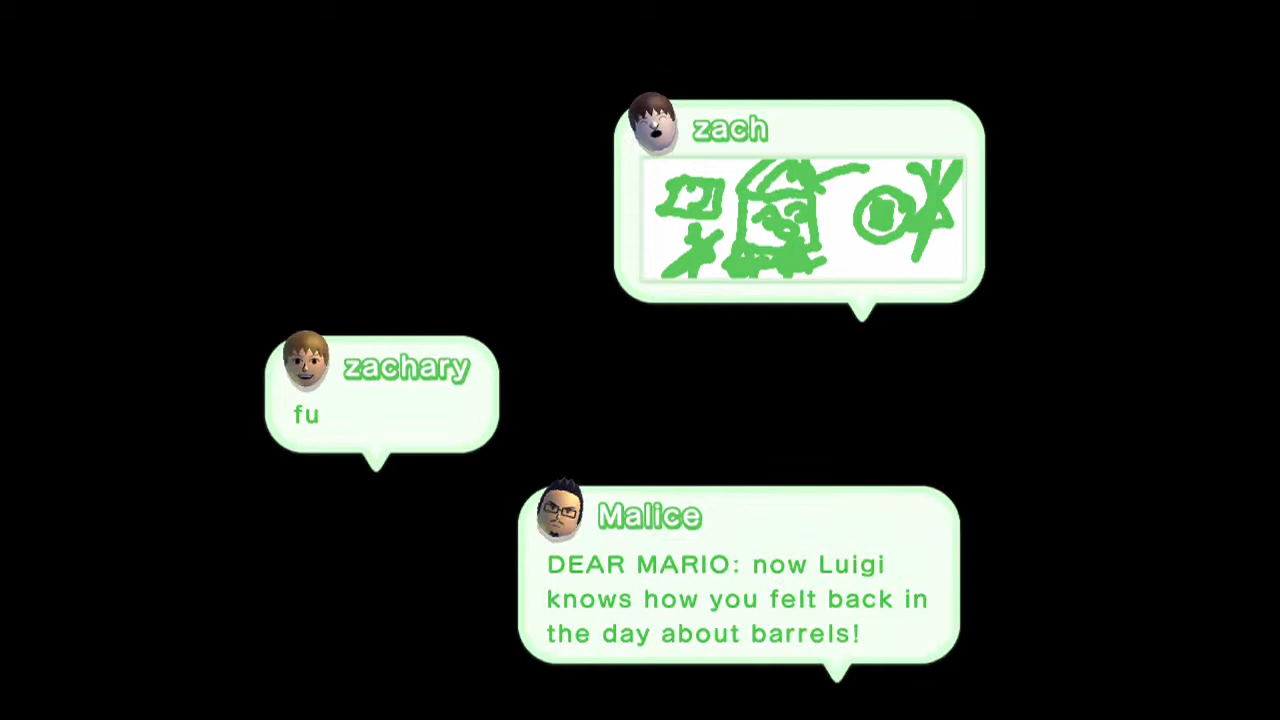 zach
zachary
fu
Malice
DEAR MARIO: now Luigi
knows how you felt back in
the day about barrels!